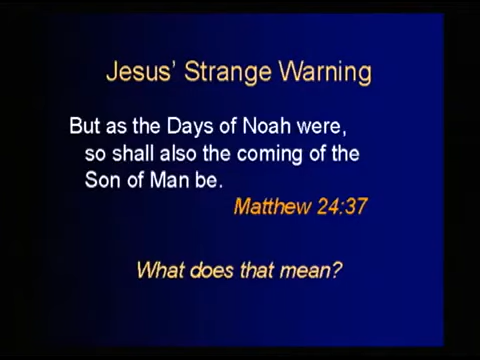 Jesus’ Strange Warning
But as the Days of Noah were,
so shall also the coming of the
Son of Man be.
Matthew 24:37
What does that mean?